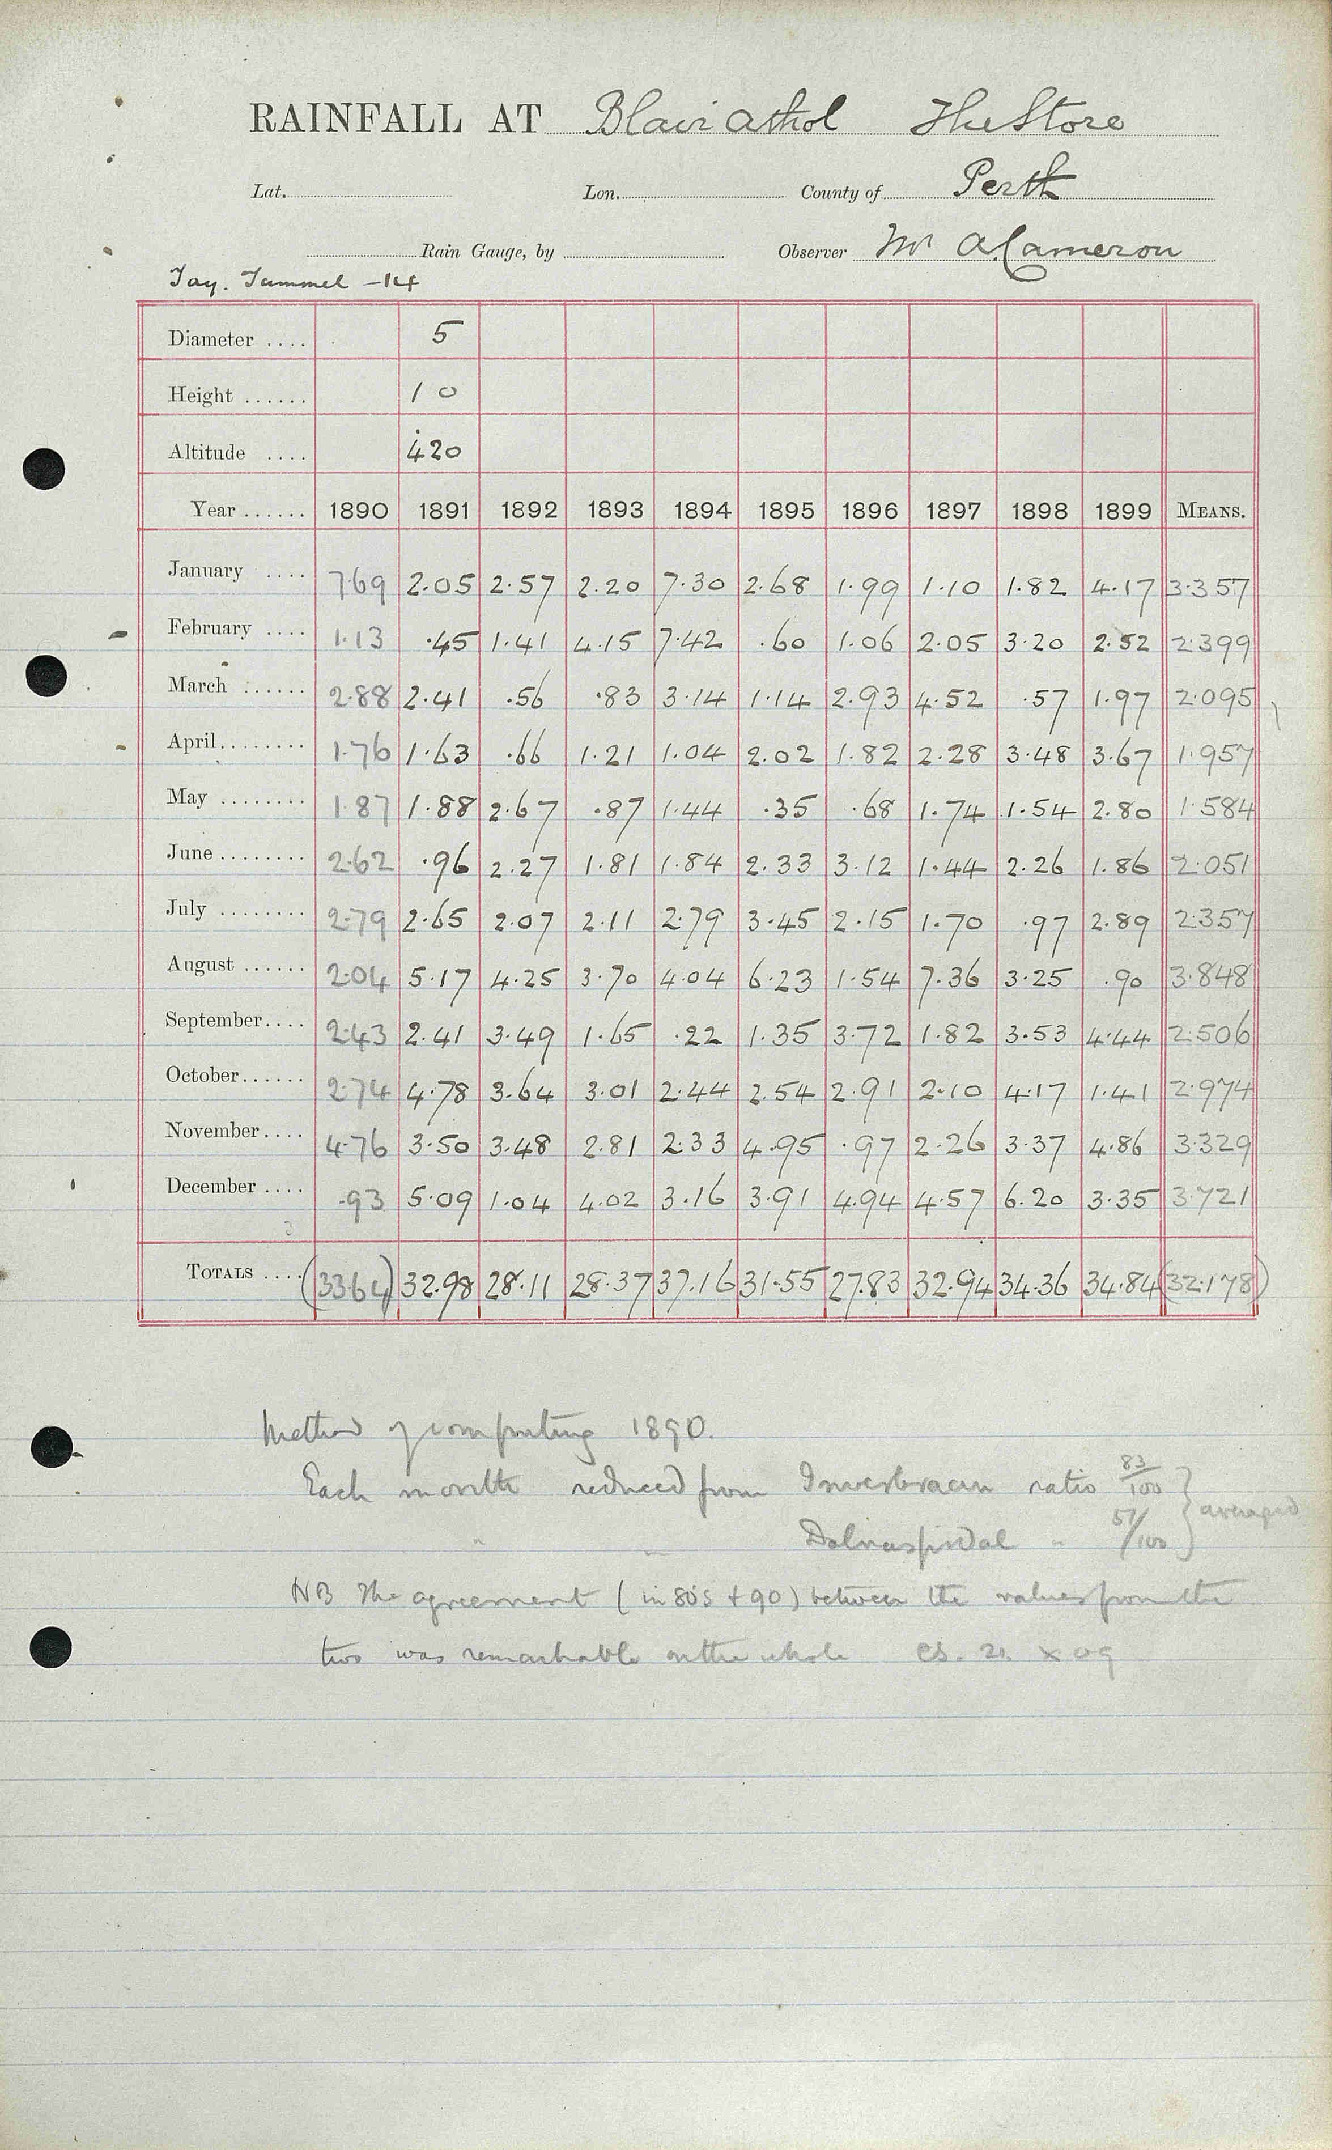 RAINFALL AT Blair Athol The Store
Lat. Lon. County of Perth
Rain Gauge, by Observer Mr A Cameron
Tay. Tummel - 14
Diameter .... 5
Height ...... 10
Altitude .... 420
Year ...... 1890 1891 1892 1893 1894 1895 1896 1897 1898 1899 MEANS.
January .... 7.69 2.05 2.57 2.20 7.30 2.68 1.99 1.10 1.82 4.17 3.357
February .... 1.13 .45 1.41 4.15 7.42 .60 1.06 2.05 3.20 2.52 2.399
March ...... 2.88 2.41 .56 .83 3.14 1.14 2.93 4.52 .57 1.97 2.095
April ........ 1.76 1.63 .66 1.21 1.04 2.02 1.82 2.28 3.48 3.67 1.957
May ........ 1.87 1.88 2.67 .87 1.44 .35 .68 1.74 1.54 2.80 1.584
June ........ 2.62 .96 2.27 1.81 1.84 2.33 3.12 1.44 2.26 1.86 2.051
July ........ 2.79 2.65 2.07 2.11 2.79 3.45 2.15 1.70 .97 2.89 2.357
August ...... 2.04 5.17 4.25 3.70 4.04 6.23 1.54 7.36 3.25 .90 3.848
September .... 2.43 2.41 3.49 1.65 .22 1.35 3.72 1.82 3.53 4.44 2.506
October ...... 2.74 4.78 3.64 3.01 2.44 2.54 2.91 2.10 4.17 1.41 2.974
November .... 4.76 3.50 3.48 2.81 2.33 4.95 .97 2.26 3.37 4.86 3.329
December .... .93 5.09 1.04 4.02 3.16 3.91 4.94 4.57 6.20 3.35 3.721
TOTALS .... (33.64) 32.98 28.11 28.37 37.16 31.55 27.83 32.94 34.36 34.84 (32.178)
Method of computing 1890.
Each month reduced from Inverbraan ratio 83/100 } averaged
" " Dalnaspidal " 57/100
NB The agreement (in 80's + 90) between the values from the
two was remarkable on the whole CS. 21. X 09